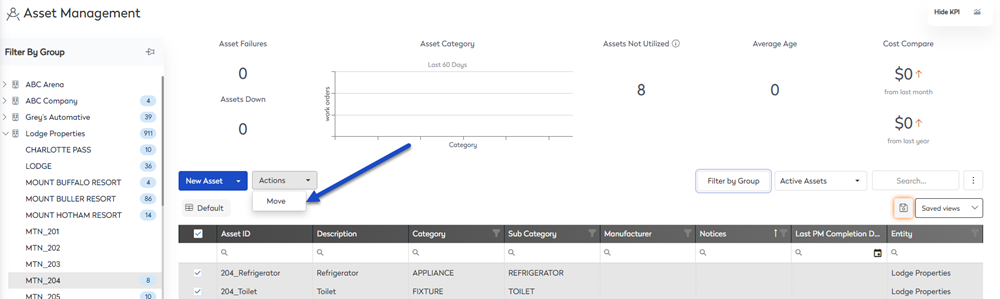 Asset Management
Hide KPI
Filter By Group
ABC Arena
ABC Company 4
Grey's Automative 39
Lodge Properties 911
CHARLOTTE PASS 10
LODGE 36
MOUNT BUFFALO RESORT 4
MOUNT BULLER RESORT 86
MOUNT HOTHAM RESORT 14
MTN_201
MTN_202
MTN_203
MTN_204 8
MTN_205 10
Asset Failures
0
Assets Down
0
Asset Category
Last 60 Days
work orders
Category
Assets Not Utilized
8
Average Age
0
Cost Compare
$0
from last month
$0
from last year
New Asset
Actions
Move
Filter by Group
Active Assets
Search...
Default
Saved views
Asset ID Description Category Sub Category Manufacturer Notices Last PM Completion D... Entity
204_Refrigerator Refrigerator APPLIANCE REFRIGERATOR Lodge Properties
204_Toilet Toilet FIXTURE TOILET Lodge Properties